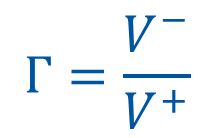 Γ = V⁻ / V⁺